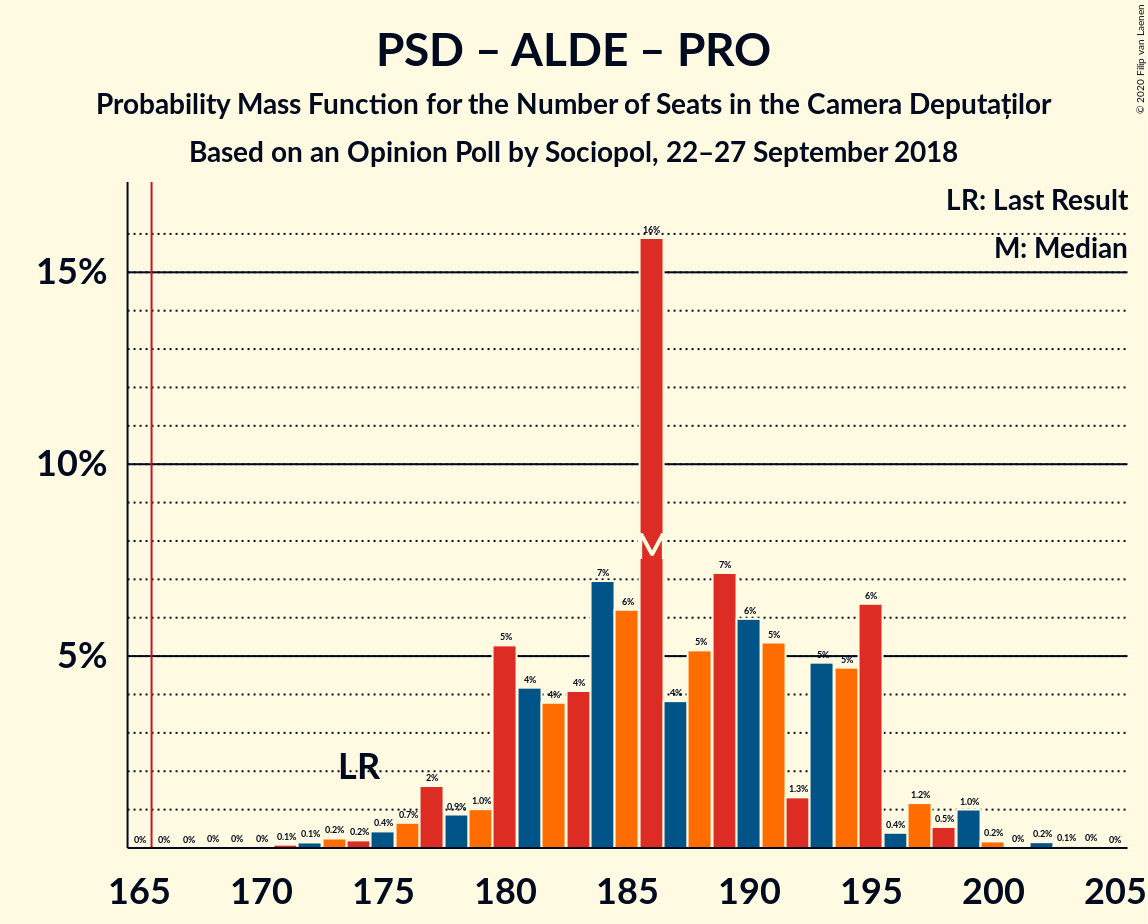 PSD – ALDE – PRO
Probability Mass Function for the Number of Seats in the Camera Deputaților
Based on an Opinion Poll by Sociopol, 22–27 September 2018
© 2020 Filip van Laenen
LR: Last Result
M: Median
15%
10%
5%
LR
M
0% 0% 0% 0% 0% 0% 0.1% 0.1% 0.2% 0.2% 0.4% 0.7% 2% 0.9% 1.0% 5% 4% 4% 4% 7% 6% 16% 4% 5% 7% 6% 5% 1.3% 5% 5% 6% 0.4% 1.2% 0.5% 1.0% 0.2% 0% 0.2% 0.1% 0% 0%
165 170 175 180 185 190 195 200 205